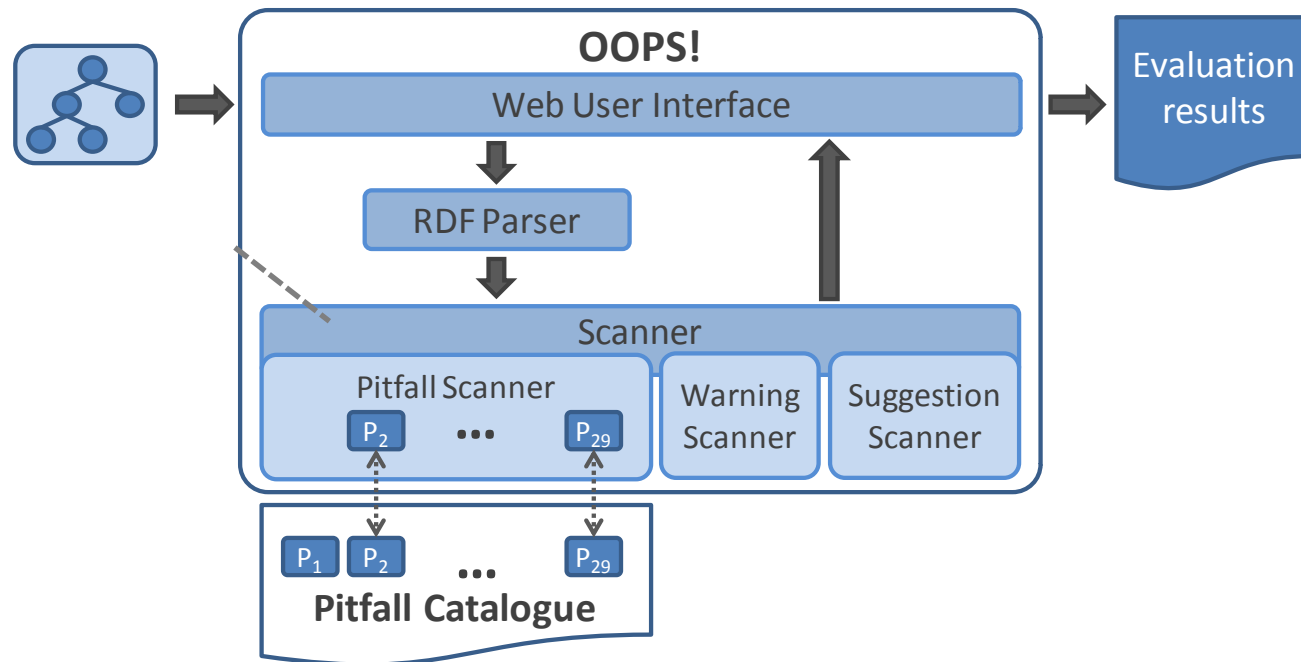 OOPS!
Web User Interface
Evaluation
results
RDF Parser
Scanner
Pitfall Scanner
P₂ ... P₂₉
Warning
Scanner
Suggestion
Scanner
P₁ P₂ ... P₂₉
Pitfall Catalogue